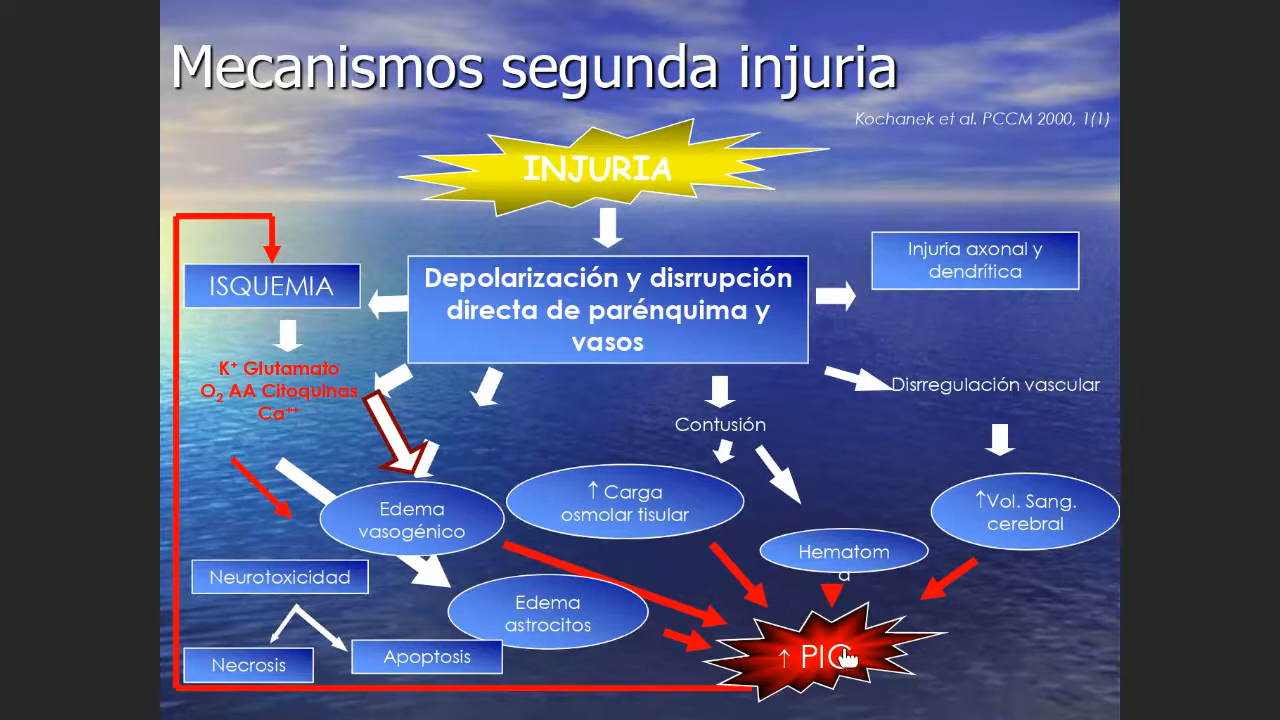 Mecanismos segunda injuria
Kochanek et al. PCCM 2000, 1(1)
INJURIA
Injuria axonal y
dendrítica
ISQUEMIA
Depolarización y disrrupción
directa de parénquima y
vasos
K⁺ Glutamato
O₂ AA Citoquinas
Ca⁺⁺
Disrregulación vascular
Contusión
↑ Carga
osmolar tisular
↑Vol. Sang.
cerebral
Edema
vasogénico
Hematom
a
Neurotoxicidad
Edema
astrocitos
Necrosis
Apoptosis
↑ PIC